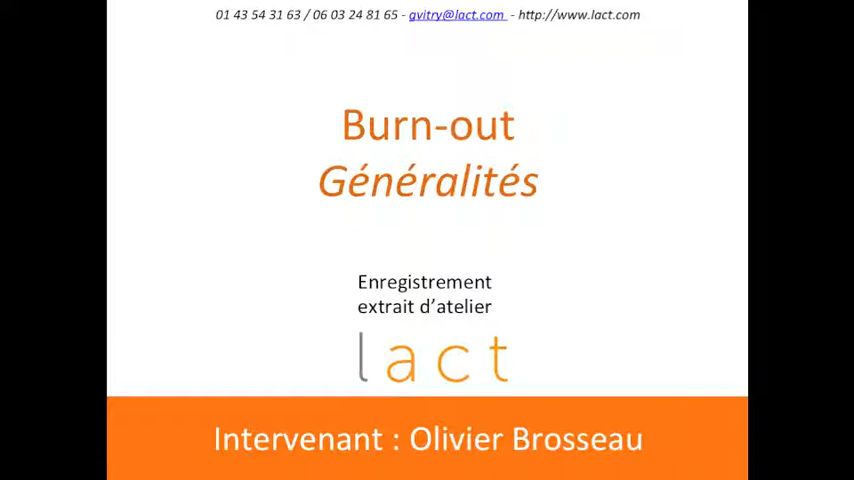 01 43 54 31 63 / 06 03 24 81 65 - gvitry@lact.com - http://www.lact.com
Burn-out
Généralités
Enregistrement
extrait d’atelier
lact
Intervenant : Olivier Brosseau